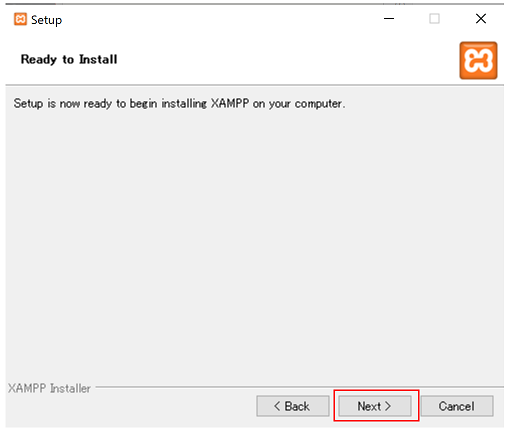 Setup
Ready to Install
Setup is now ready to begin installing XAMPP on your computer.
XAMPP Installer
< Back
Next >
Cancel